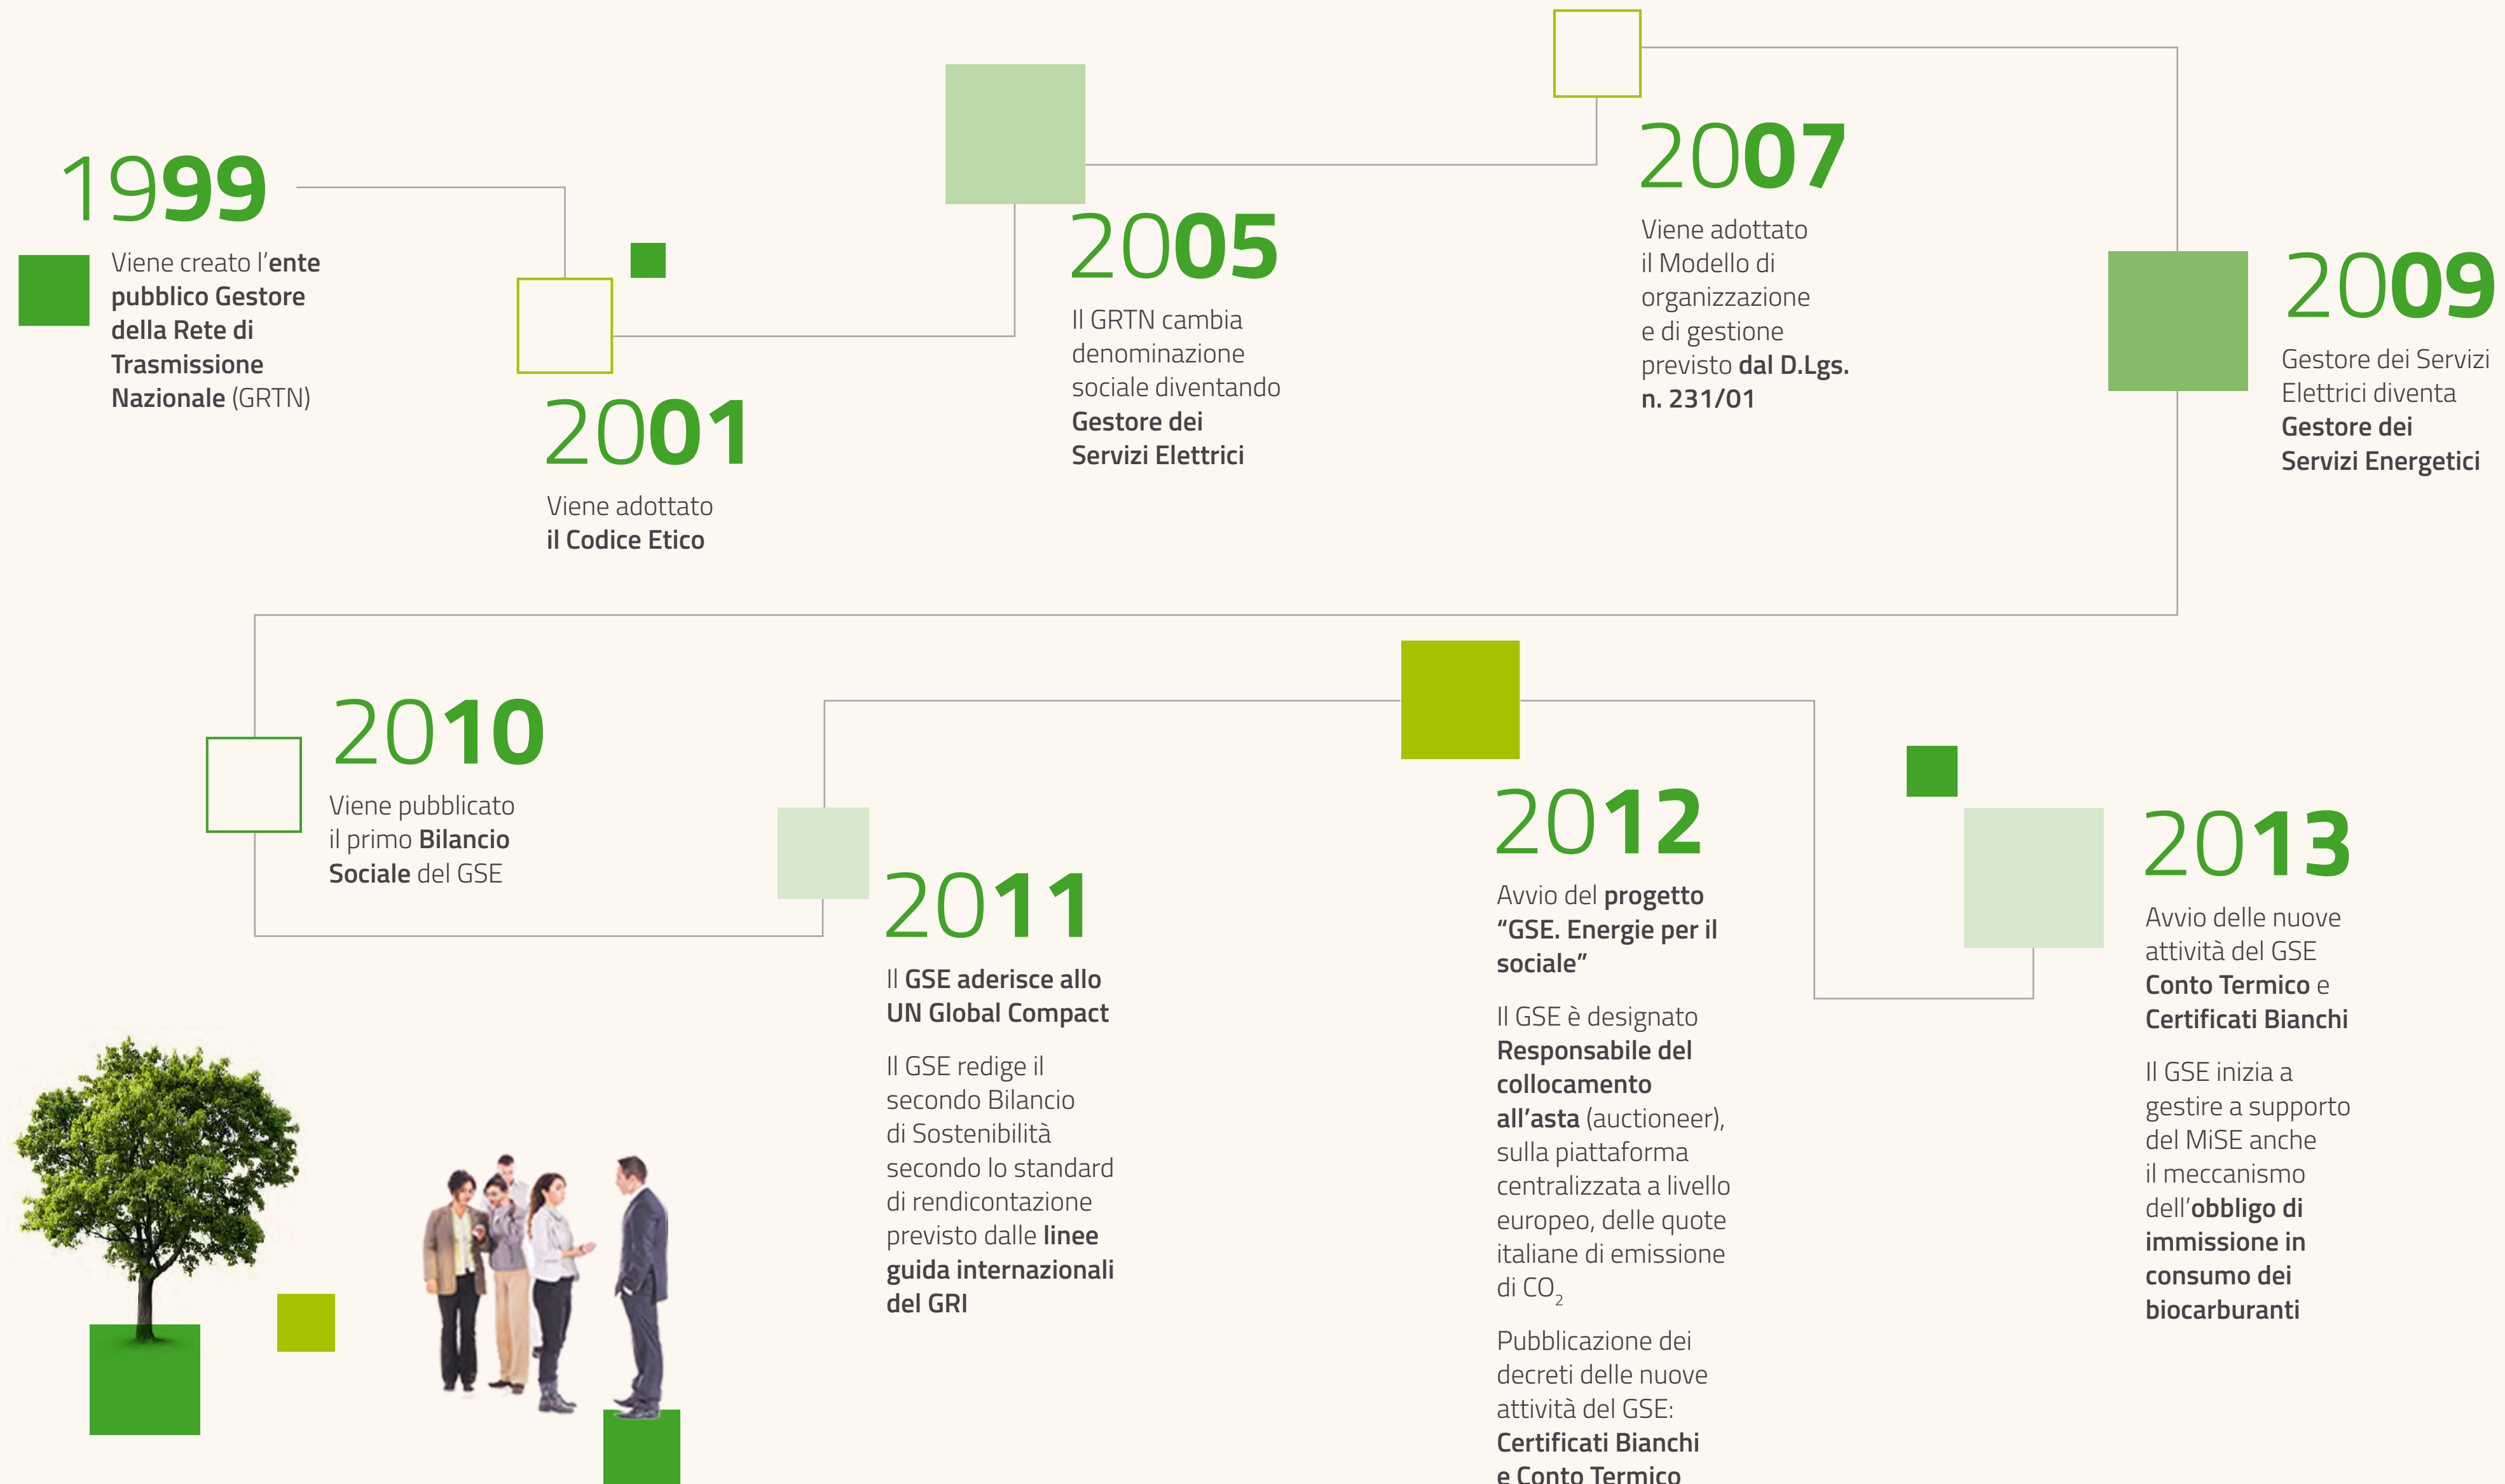 1999
Viene creato l'ente
pubblico Gestore
della Rete di
Trasmissione
Nazionale (GRTN)
2001
Viene adottato
il Codice Etico
2005
Il GRTN cambia
denominazione
sociale diventando
Gestore dei
Servizi Elettrici
2007
Viene adottato
il Modello di
organizzazione
e di gestione
previsto dal D.Lgs.
n. 231/01
2009
Gestore dei Servizi
Elettrici diventa
Gestore dei
Servizi Energetici
2010
Viene pubblicato
il primo Bilancio
Sociale del GSE
2011
Il GSE aderisce allo
UN Global Compact
Il GSE redige il
secondo Bilancio
di Sostenibilità
secondo lo standard
di rendicontazione
previsto dalle linee
guida internazionali
del GRI
2012
Avvio del progetto
“GSE. Energie per il
sociale”
Il GSE è designato
Responsabile del
collocamento
all'asta (auctioneer),
sulla piattaforma
centralizzata a livello
europeo, delle quote
italiane di emissione
di CO₂
Pubblicazione dei
decreti delle nuove
attività del GSE:
Certificati Bianchi
e Conto Termico
2013
Avvio delle nuove
attività del GSE
Conto Termico e
Certificati Bianchi
Il GSE inizia a
gestire a supporto
del MiSE anche
il meccanismo
dell'obbligo di
immissione in
consumo dei
biocarburanti